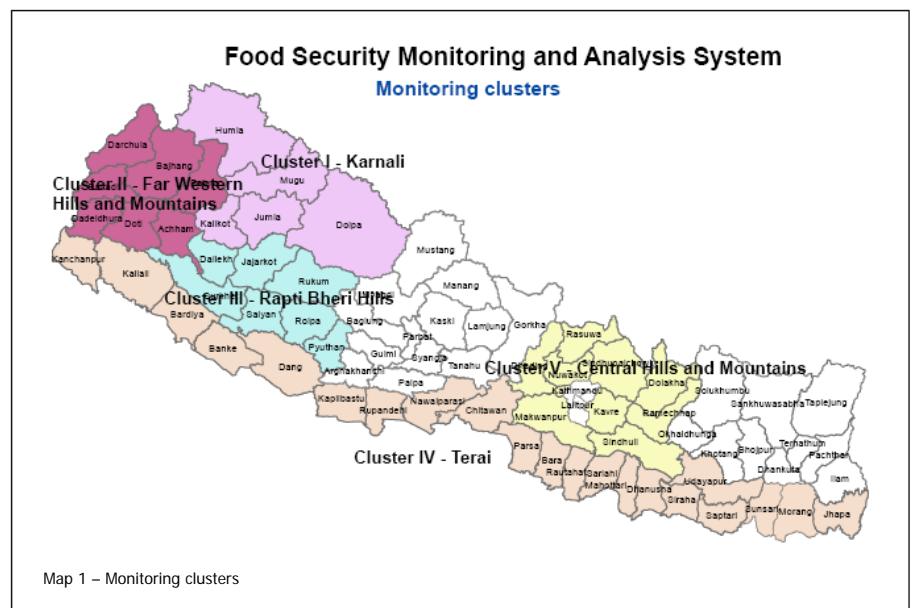 Food Security Monitoring and Analysis System
Monitoring clusters
Humla
Darchula
Bajhang
Cluster I - Karnali
Mugu
Cluster II - Far Western
Hills and Mountains
Dadeldhura
Doti
Achham
Kalikot
Jumla
Dolpa
Mustang
Kanchanpur
Kailali
Dailekh
Jajarkot
Rukum
Manang
Cluster III - Rapti Bheri Hills
Bardiya
Salyan
Rolpa
Baglung
Parbat
Kaski
Lamjung
Gorkha
Rasuwa
Banke
Pyuthan
Gulmi
Syangja
Tanahu
Dang
Arghakhanchi
Palpa
Cluster V - Central Hills and Mountains
Nuwakot
Dolakha
Solukhumbu
Sankhuwasabha
Taplejung
Kapilbastu
Rupandehi
Nawalparasi
Chitawan
Makwanpur
Kathmandu
Lalitpur
Kavre
Ramechhap
Okhaldhunga
Sindhuli
Khotang
Bhojpur
Terhathum
Panchthar
Dhankuta
Ilam
Cluster IV - Terai
Parsa
Bara
Rautahat
Sarlahi
Mahottari
Dhanusha
Siraha
Udayapur
Saptari
Sunsari
Morang
Jhapa
Map 1 – Monitoring clusters